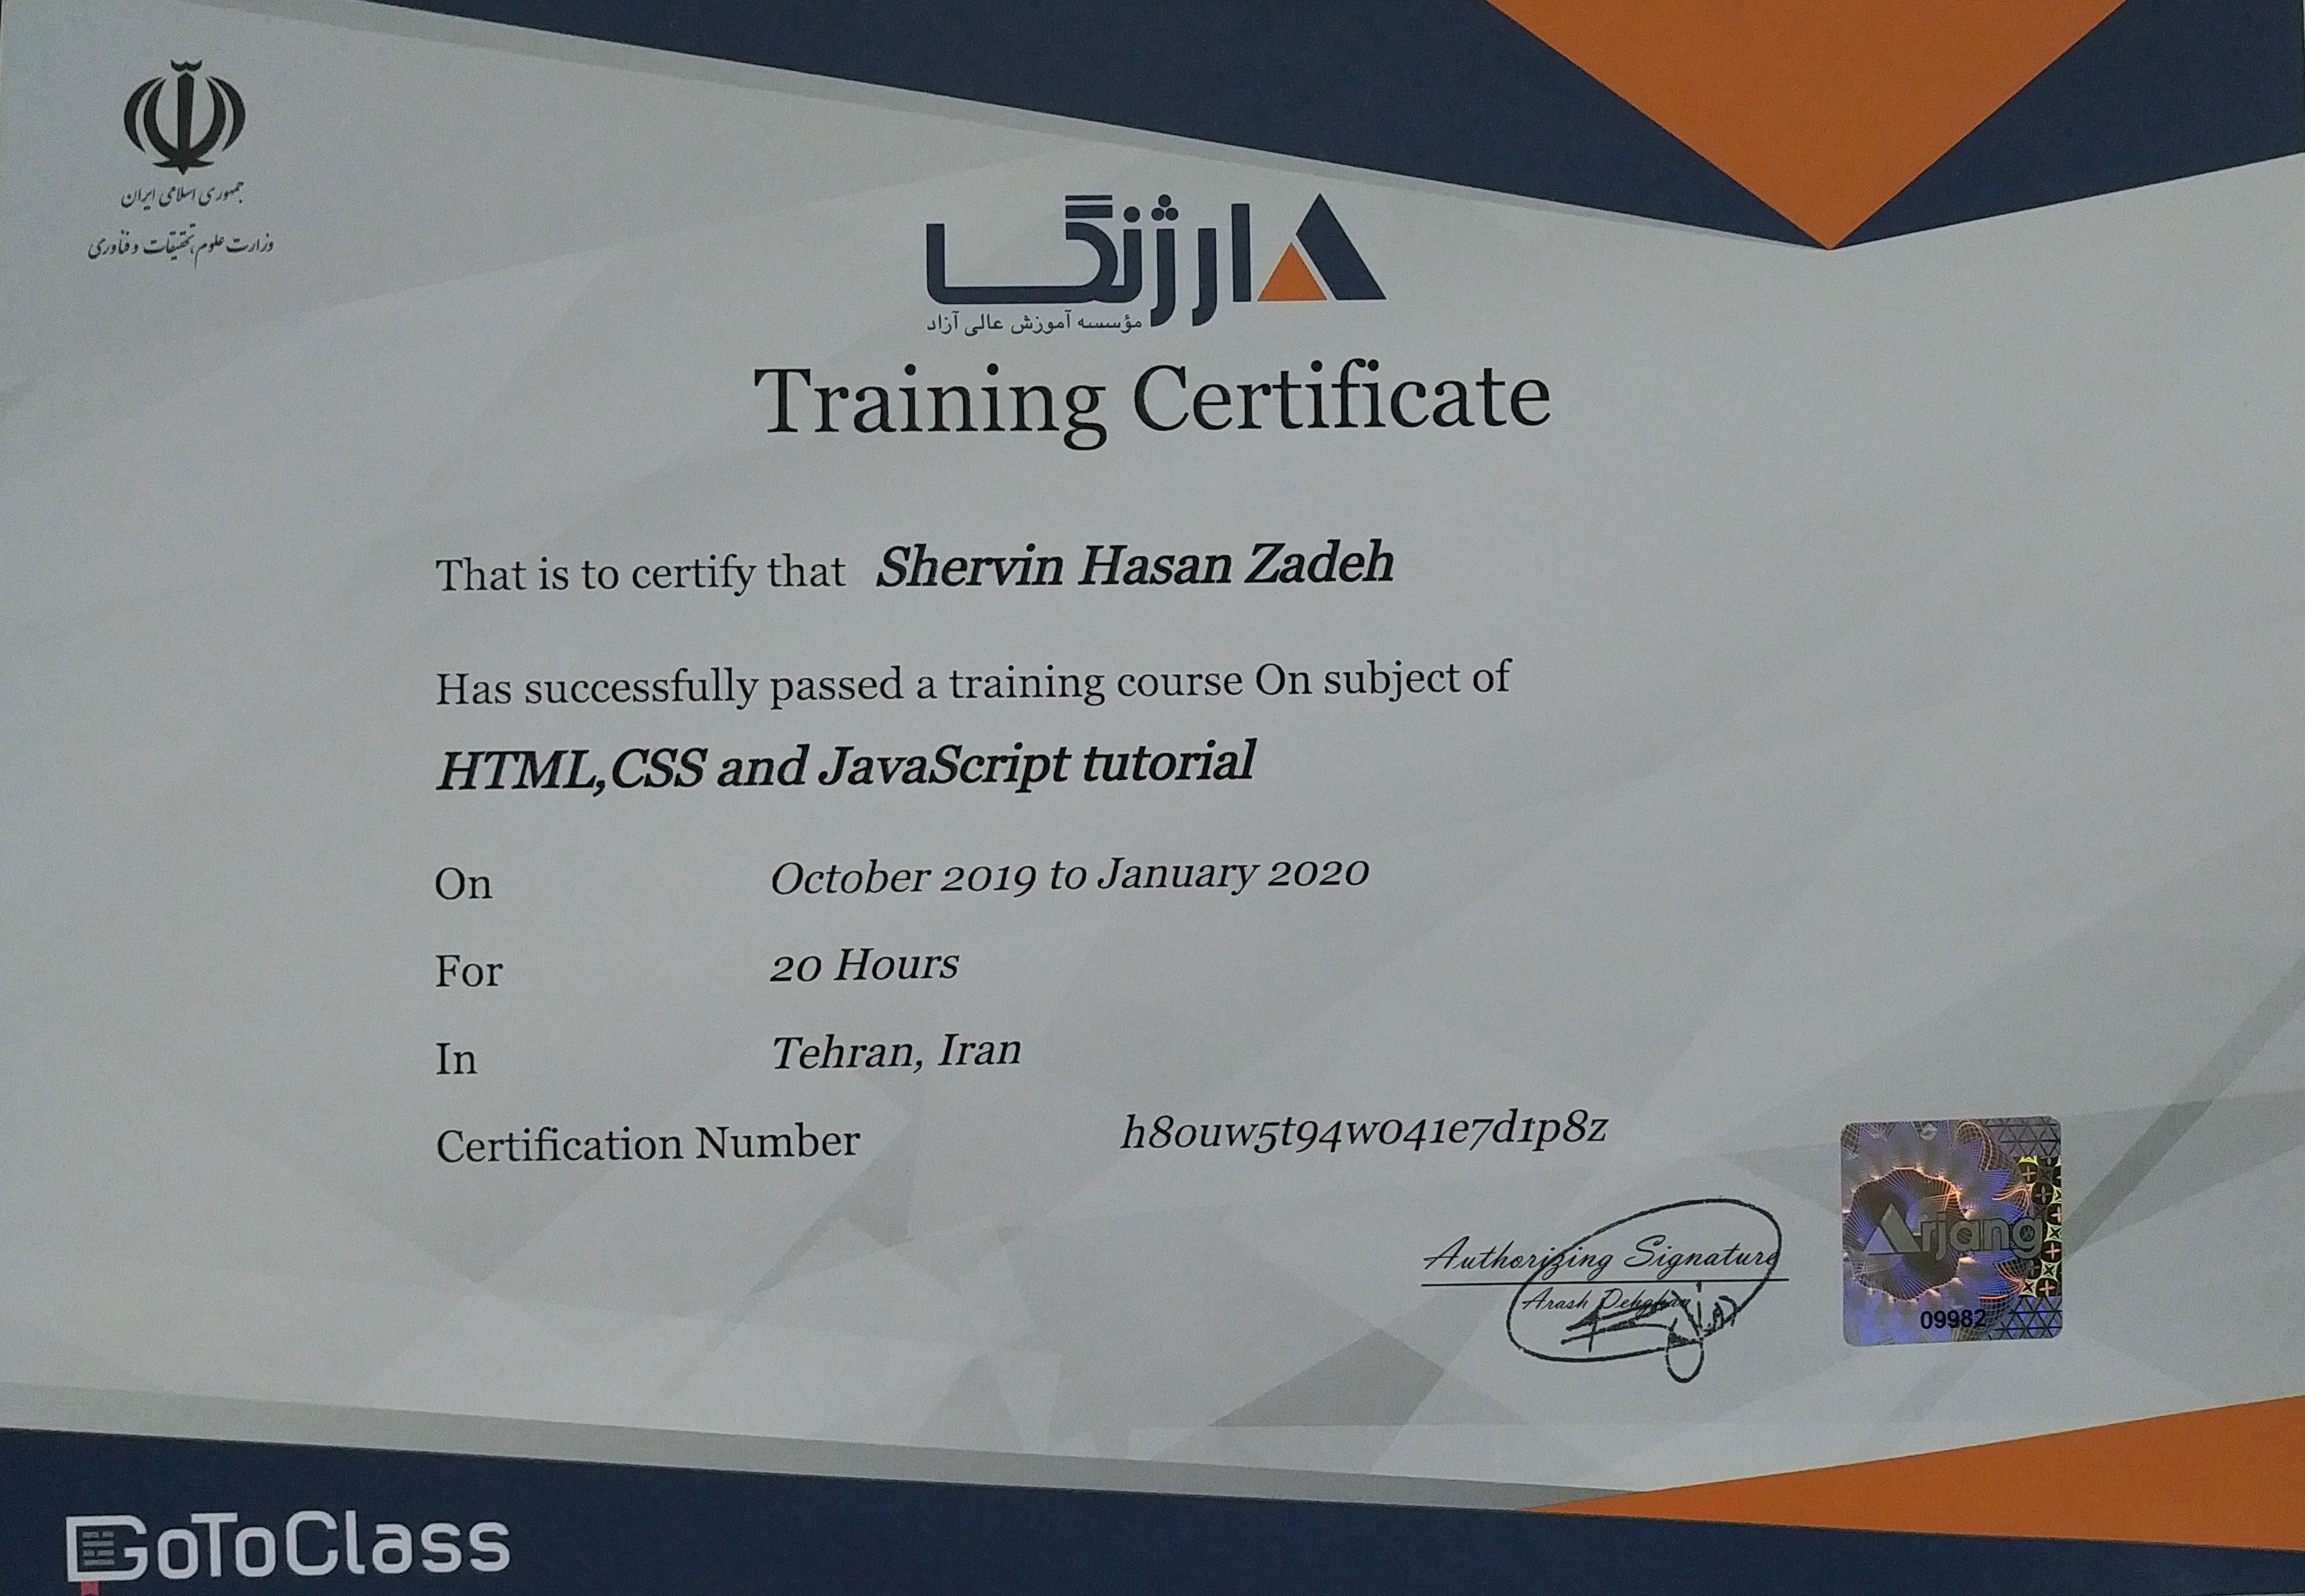 جمهوری اسلامی ایران
وزارت علوم، تحقیقات و فناوری
ارژنگ
مؤسسه آموزش عالی آزاد
Training Certificate
That is to certify that Shervin Hasan Zadeh
Has successfully passed a training course On subject of
HTML,CSS and JavaScript tutorial
On October 2019 to January 2020
For 20 Hours
In Tehran, Iran
Certification Number h8ouw5t94w041e7d1p8z
Authorizing Signature
Arash Dehghan
Arjang
09982
GoToClass